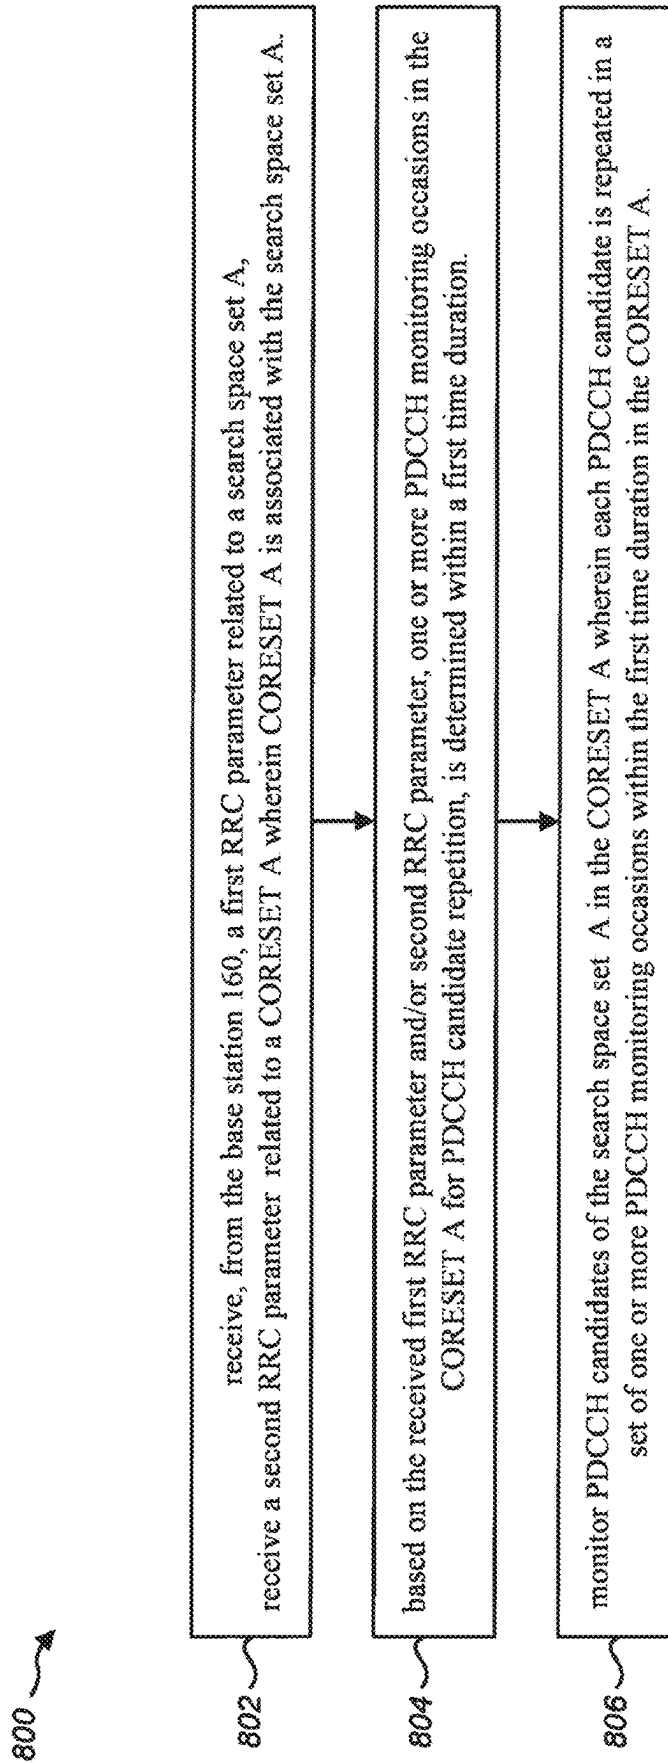 800
802
receive, from the base station 160, a first RRC parameter related to a search space set A,
receive a second RRC parameter related to a CORESET A wherein CORESET A is associated with the search space set A.
804
based on the received first RRC parameter and/or second RRC parameter, one or more PDCCH monitoring occasions in the
CORESET A for PDCCH candidate repetition, is determined within a first time duration.
806
monitor PDCCH candidates of the search space set A in the CORESET A wherein each PDCCH candidate is repeated in a
set of one or more PDCCH monitoring occasions within the first time duration in the CORESET A.